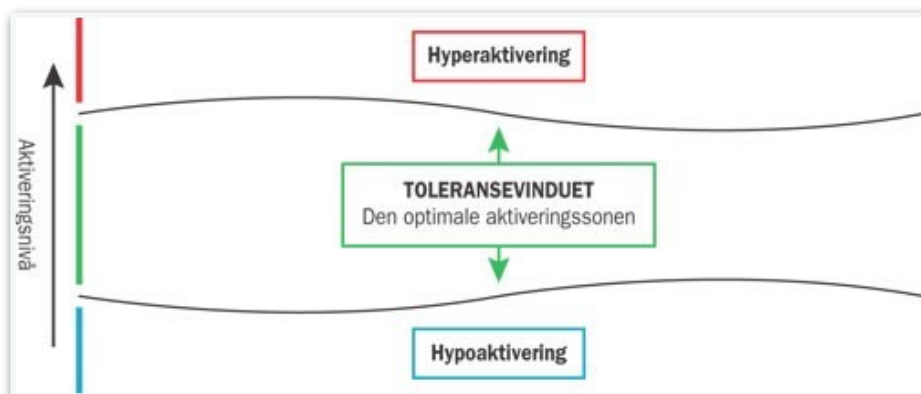 Hyperaktivering
Aktiveringsnivå
TOLERANSEVINDUET
Den optimale aktiveringssonen
Hypoaktivering